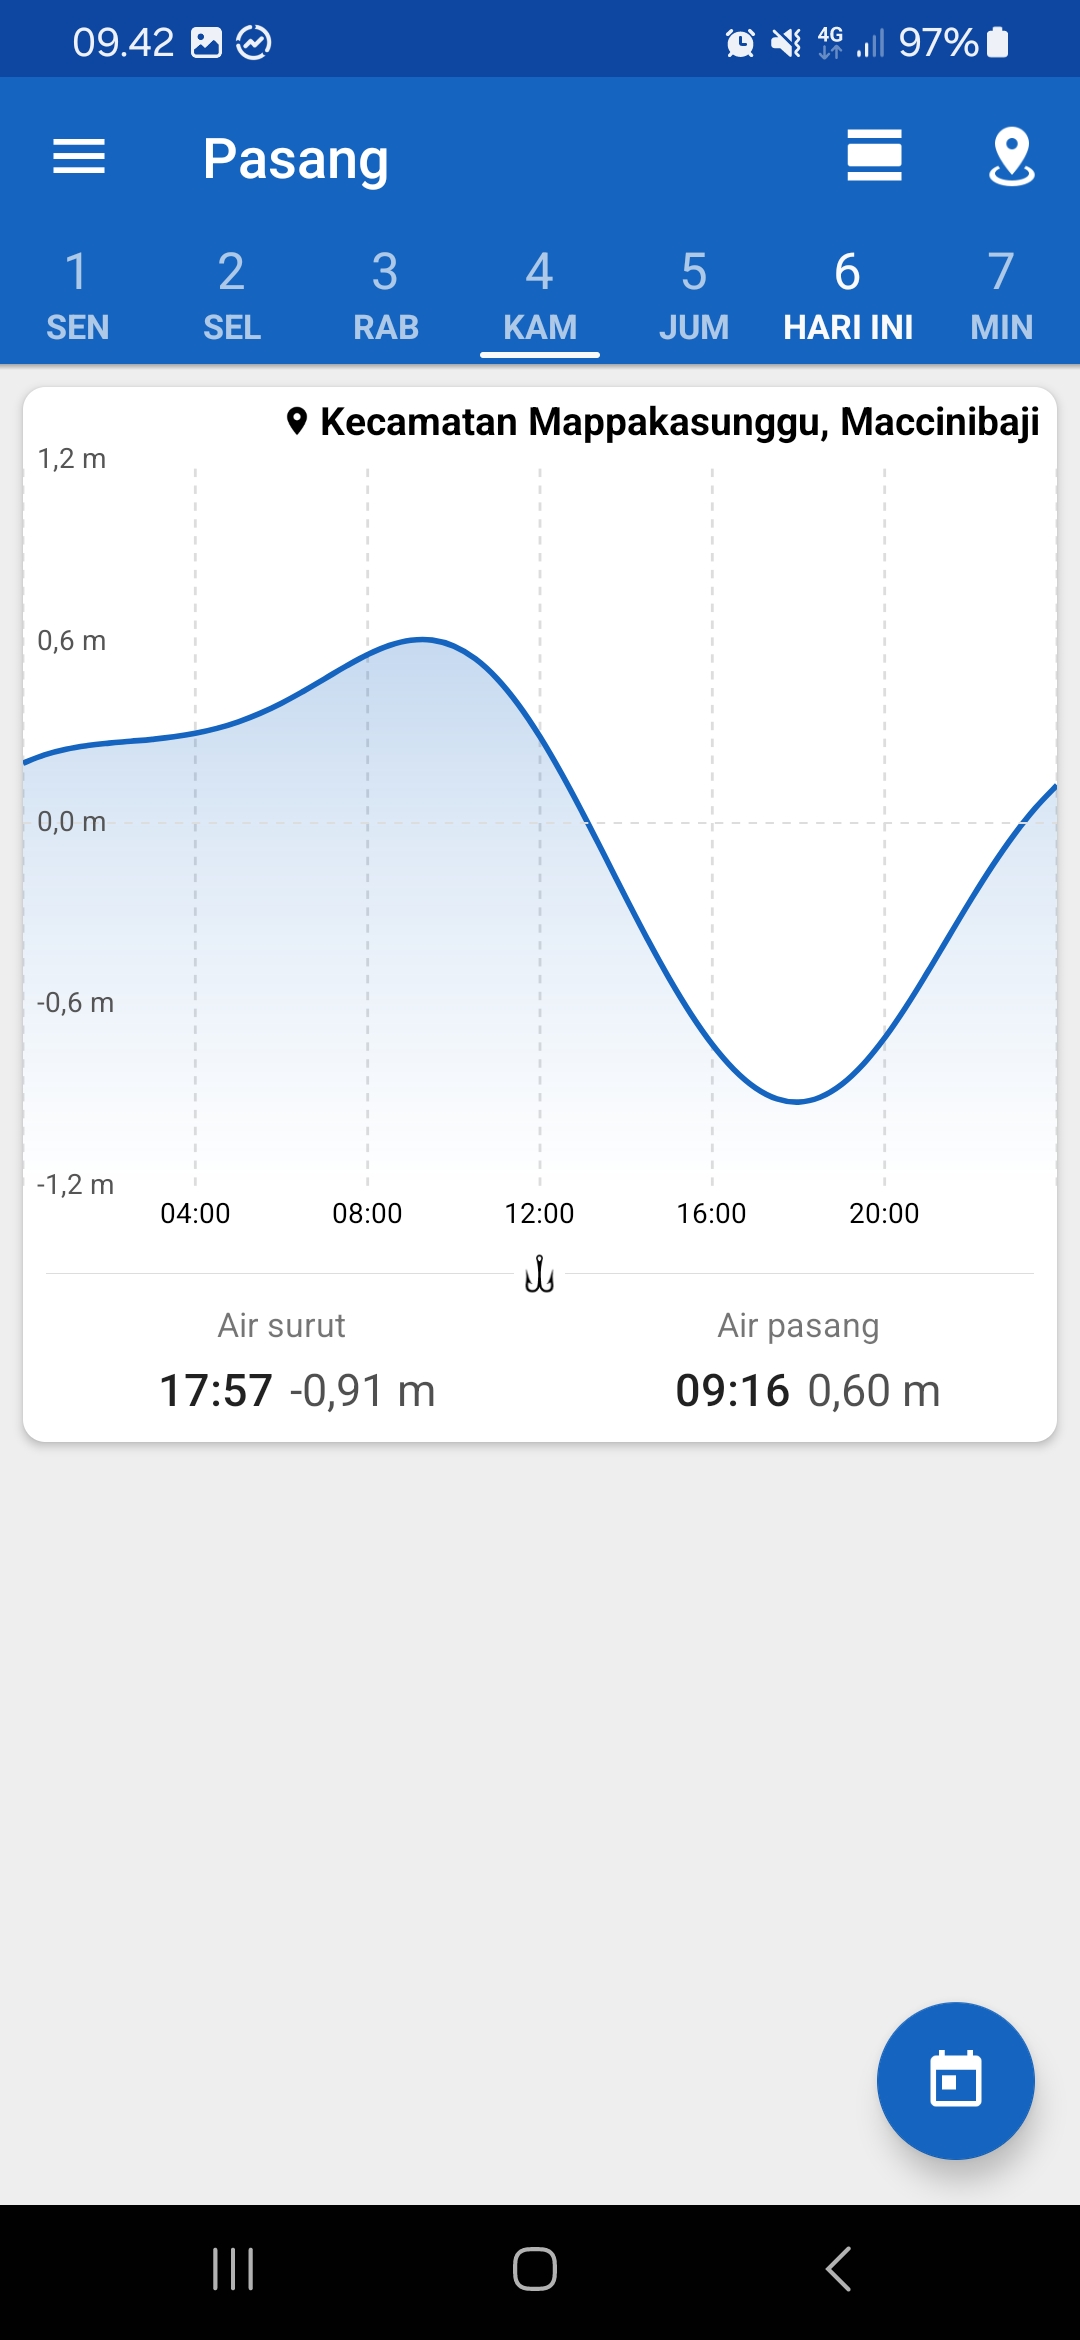 09.42 4G 97%
Pasang
1 2 3 4 5 6 7
SEN SEL RAB KAM JUM HARI INI MIN
Kecamatan Mappakasunggu, Maccinibaji
1,2 m
0,6 m
0,0 m
-0,6 m
-1,2 m
04:00 08:00 12:00 16:00 20:00
Air surut Air pasang
17:57 -0,91 m 09:16 0,60 m